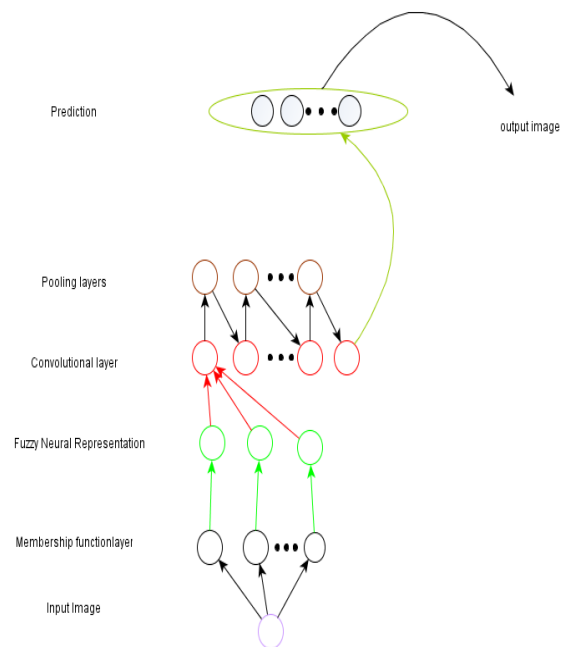 Prediction
output image
Pooling layers
Convolutional layer
Fuzzy Neural Representation
Membership functionlayer
Input Image